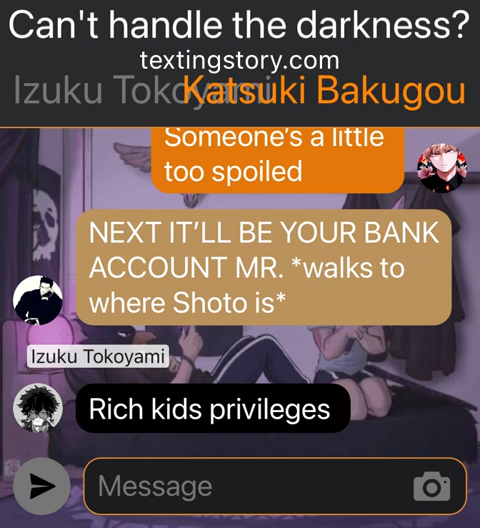 Can't handle the darkness?
textingstory.com
Izuku Tokoyami Katsuki Bakugou
Someone's a little
too spoiled
NEXT IT'LL BE YOUR BANK
ACCOUNT MR. *walks to
where Shoto is*
Izuku Tokoyami
Rich kids privileges
Message